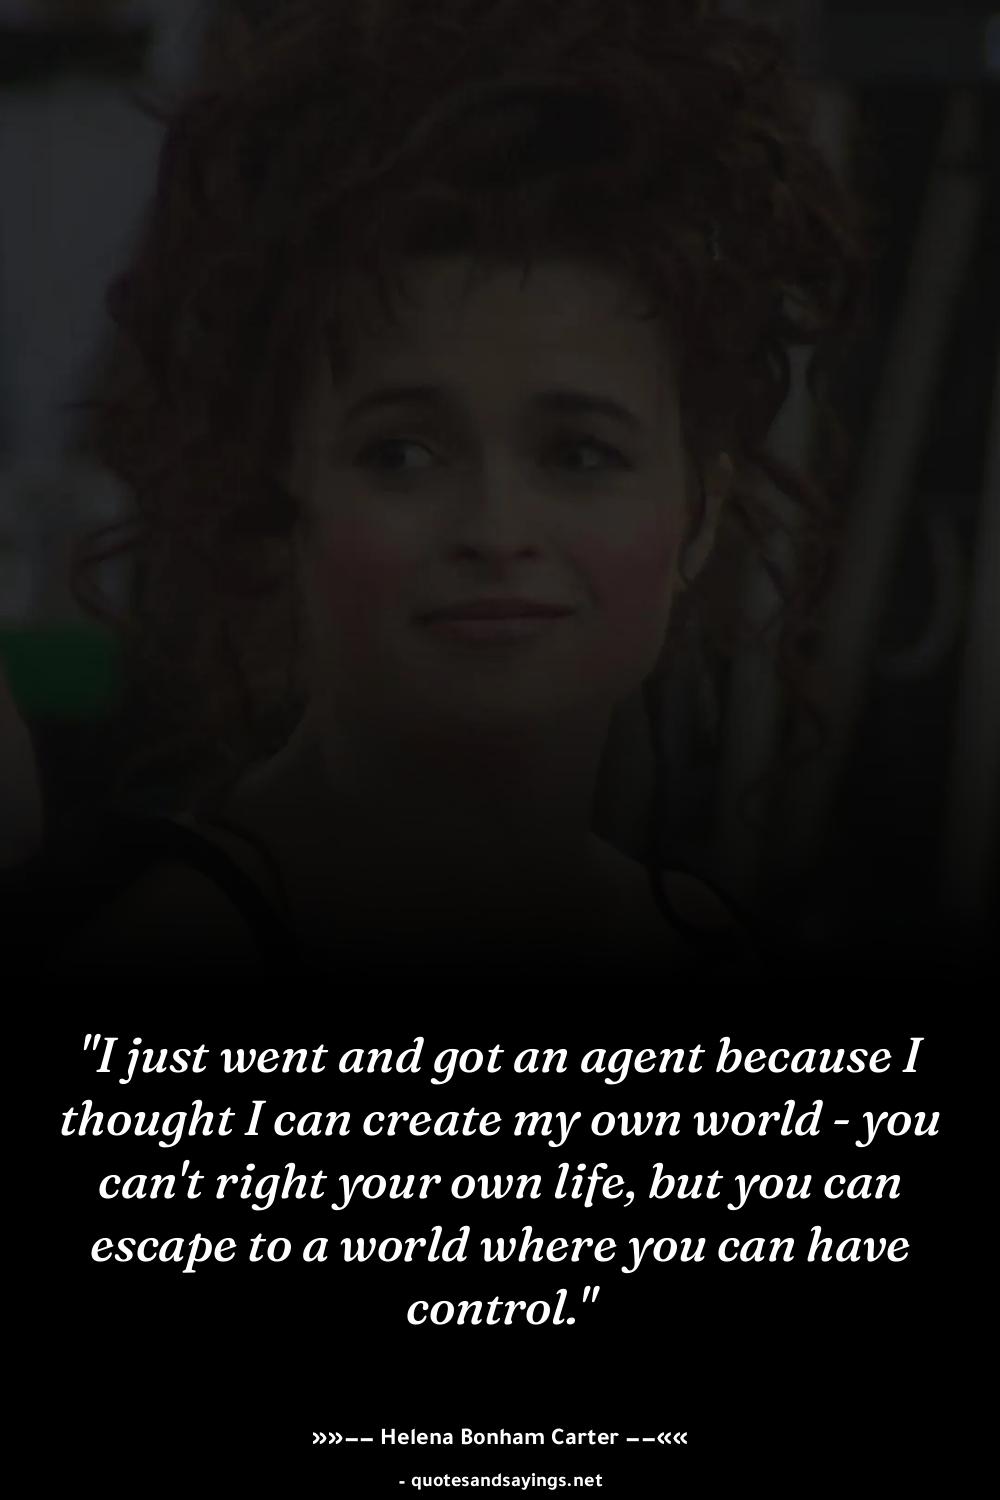 "I just went and got an agent because I
thought I can create my own world - you
can't right your own life, but you can
escape to a world where you can have
control."
»»–– Helena Bonham Carter ––««
- quotesandsayings.net